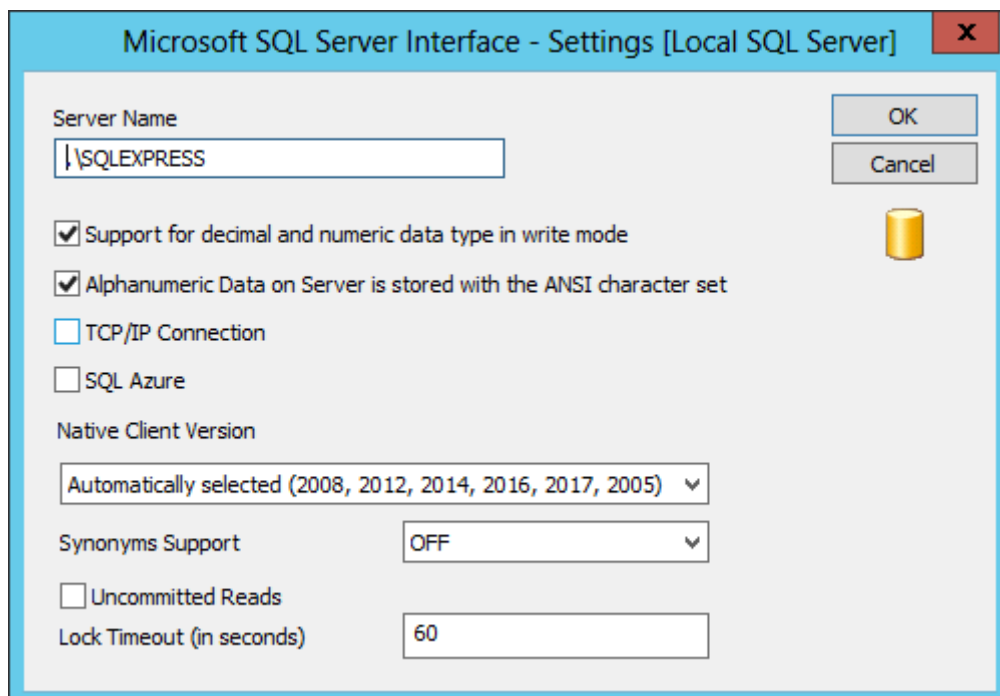 Microsoft SQL Server Interface - Settings [Local SQL Server]
x
Server Name
OK
.\SQLEXPRESS
Cancel
Support for decimal and numeric data type in write mode
Alphanumeric Data on Server is stored with the ANSI character set
TCP/IP Connection
SQL Azure
Native Client Version
Automatically selected (2008, 2012, 2014, 2016, 2017, 2005)
Synonyms Support
OFF
Uncommitted Reads
Lock Timeout (in seconds)
60